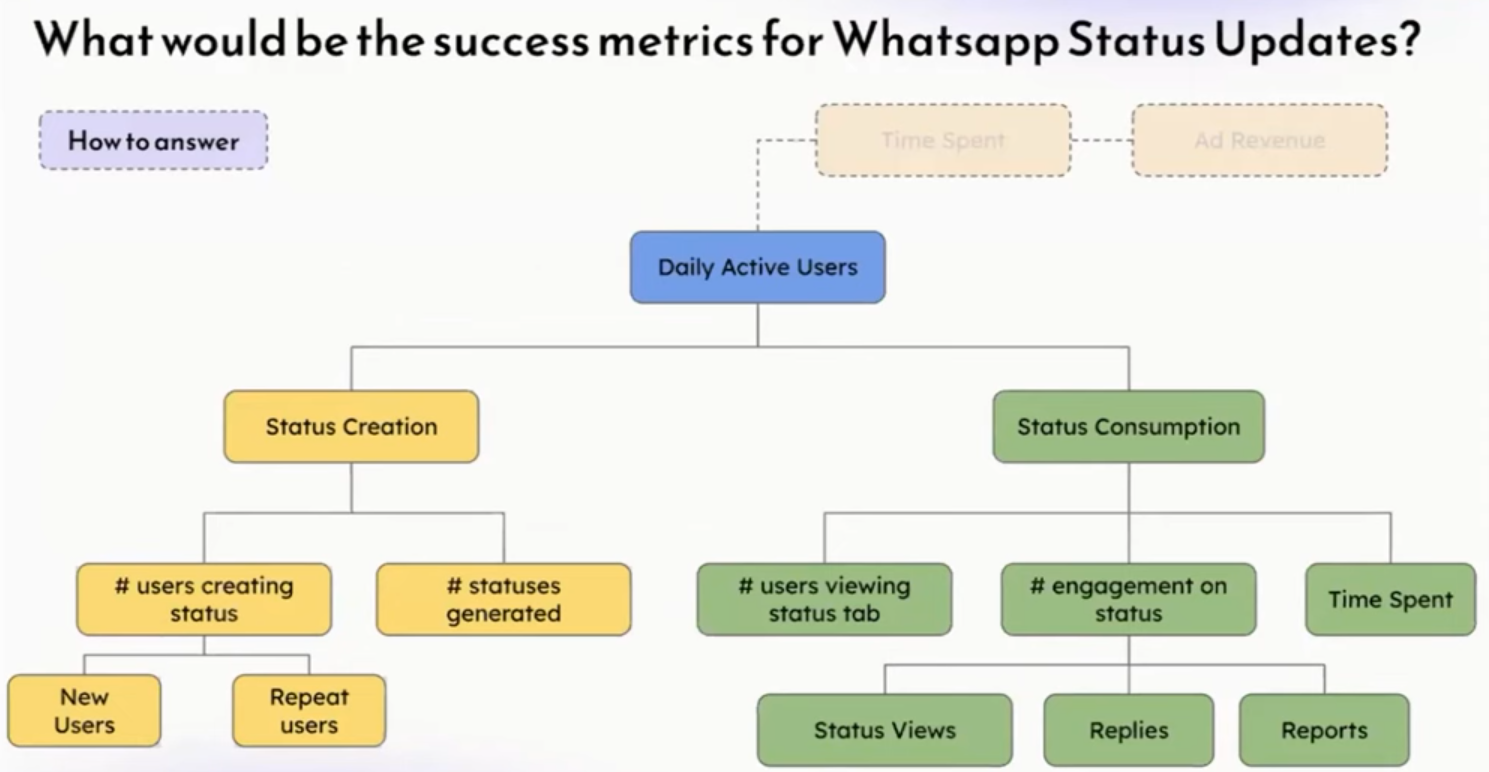 What would be the success metrics for Whatsapp Status Updates?
How to answer
Time Spent
Ad Revenue
Daily Active Users
Status Creation
Status Consumption
# users creating
status
# statuses
generated
# users viewing
status tab
# engagement on
status
Time Spent
New
Users
Repeat
users
Status Views
Replies
Reports